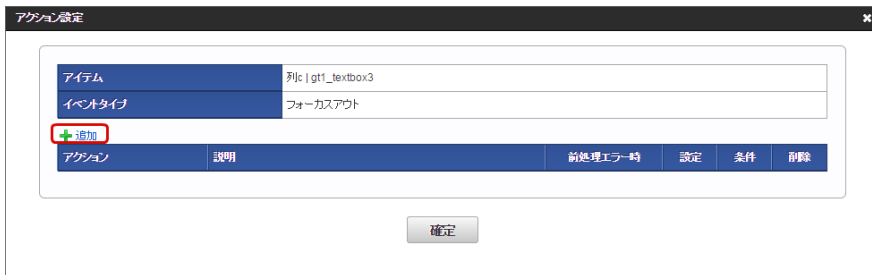 アクション設定
アイテム 列c | gt1_textbox3
イベントタイプ フォーカスアウト
追加
アクション 説明 前処理エラー時 設定 条件 削除
確定